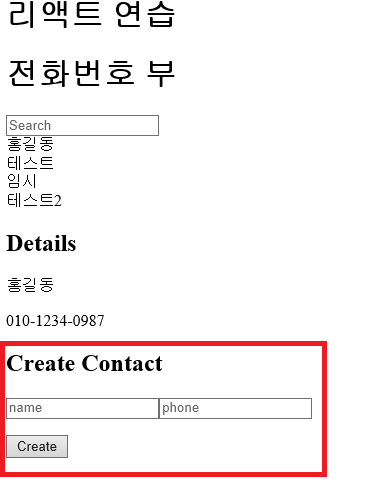 리액트 연습
전화번호 부
Search
홍길동
테스트
임시
테스트2
Details
홍길동
010-1234-0987
Create Contact
name phone
Create